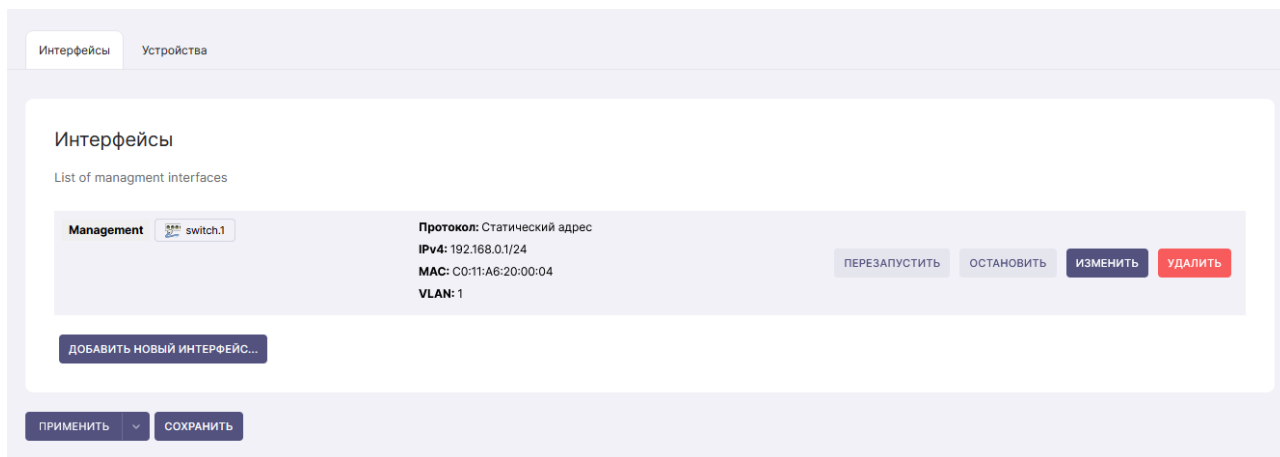 Интерфейсы
Устройства
Интерфейсы
List of managment interfaces
Management
switch.1
Протокол: Статический адрес
IPv4: 192.168.0.1/24
MAC: C0:11:A6:20:00:04
VLAN: 1
ПЕРЕЗАПУСТИТЬ
ОСТАНОВИТЬ
ИЗМЕНИТЬ
УДАЛИТЬ
ДОБАВИТЬ НОВЫЙ ИНТЕРФЕЙС...
ПРИМЕНИТЬ
СОХРАНИТЬ